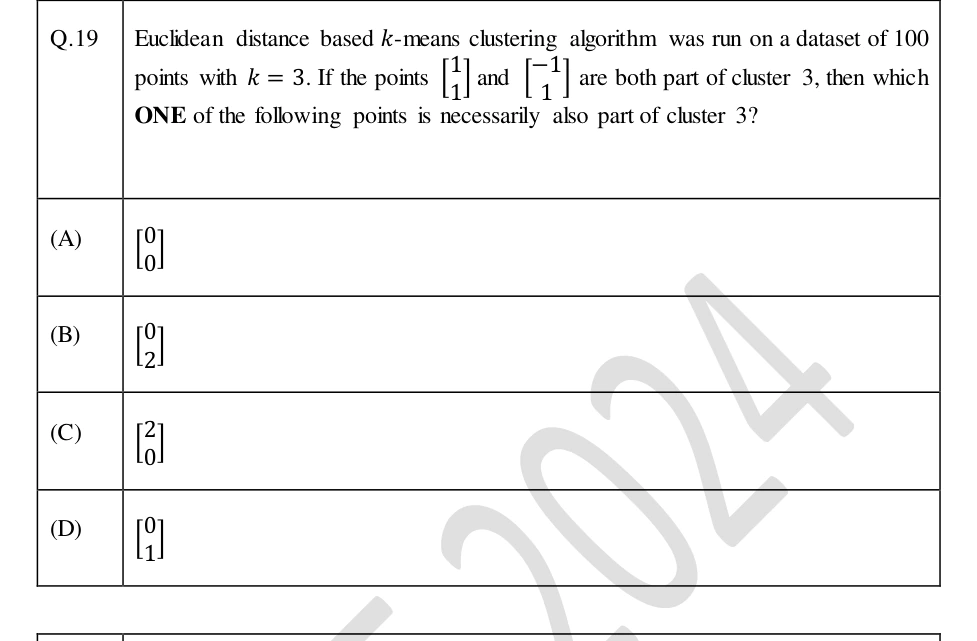 Q.19 Euclidean distance based k-means clustering algorithm was run on a dataset of 100
points with k = 3. If the points [1 1] and [−1 1] are both part of cluster 3, then which
ONE of the following points is necessarily also part of cluster 3?
(A) [0 0]
(B) [0 2]
(C) [2 0]
(D) [0 1]
2024